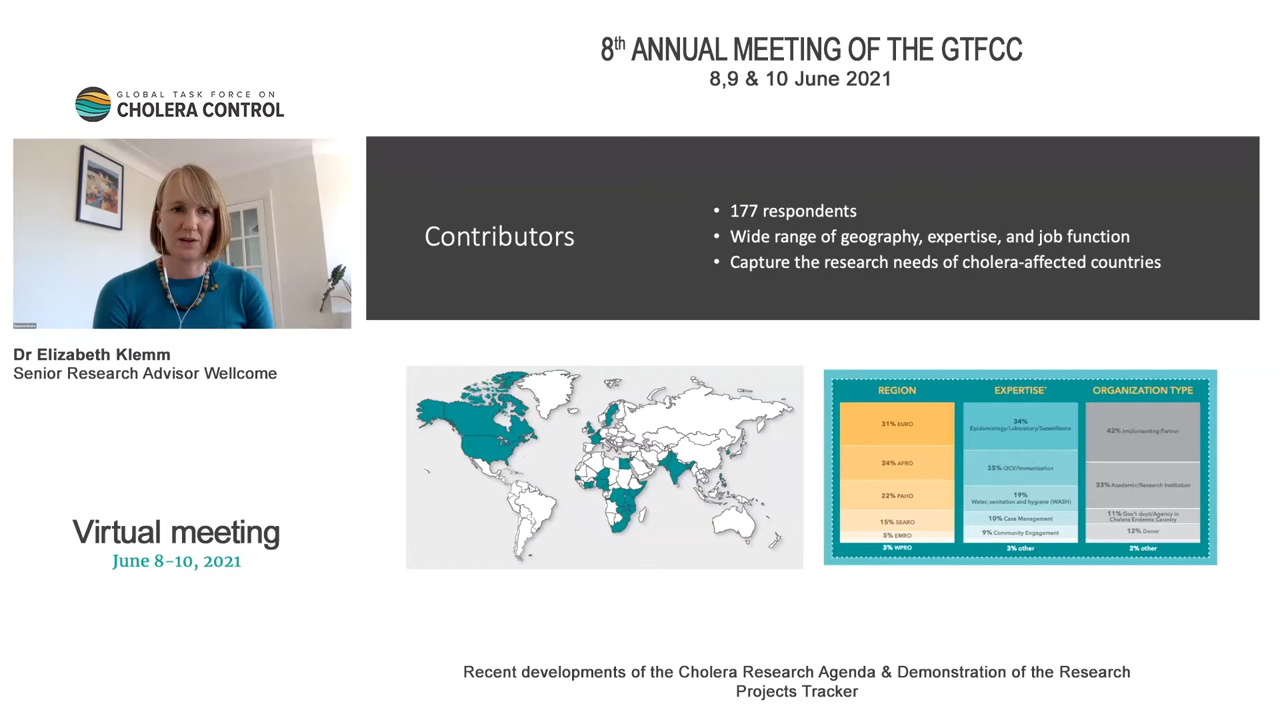 8th ANNUAL MEETING OF THE GTFCC
8,9 & 10 June 2021
GLOBAL TASK FORCE ON
CHOLERA CONTROL
Contributors
• 177 respondents
• Wide range of geography, expertise, and job function
• Capture the research needs of cholera-affected countries
Dr Elizabeth Klemm
Senior Research Advisor Wellcome
REGION
31% EURO
24% AFRO
22% PAHO
15% SEARO
5% EMRO
3% WPRO
EXPERTISE*
34%
Epidemiology/Laboratory/Surveillance
25% OCV/Immunization
19%
Water, sanitation and hygiene (WASH)
10% Case Management
9% Community Engagement
3% other
ORGANIZATION TYPE
42% Implementing Partner
33% Academic/Research Institution
11% Gov't dept/Agency in
Cholera Endemic Country
12% Donor
2% other
Virtual meeting
June 8-10, 2021
Recent developments of the Cholera Research Agenda & Demonstration of the Research
Projects Tracker